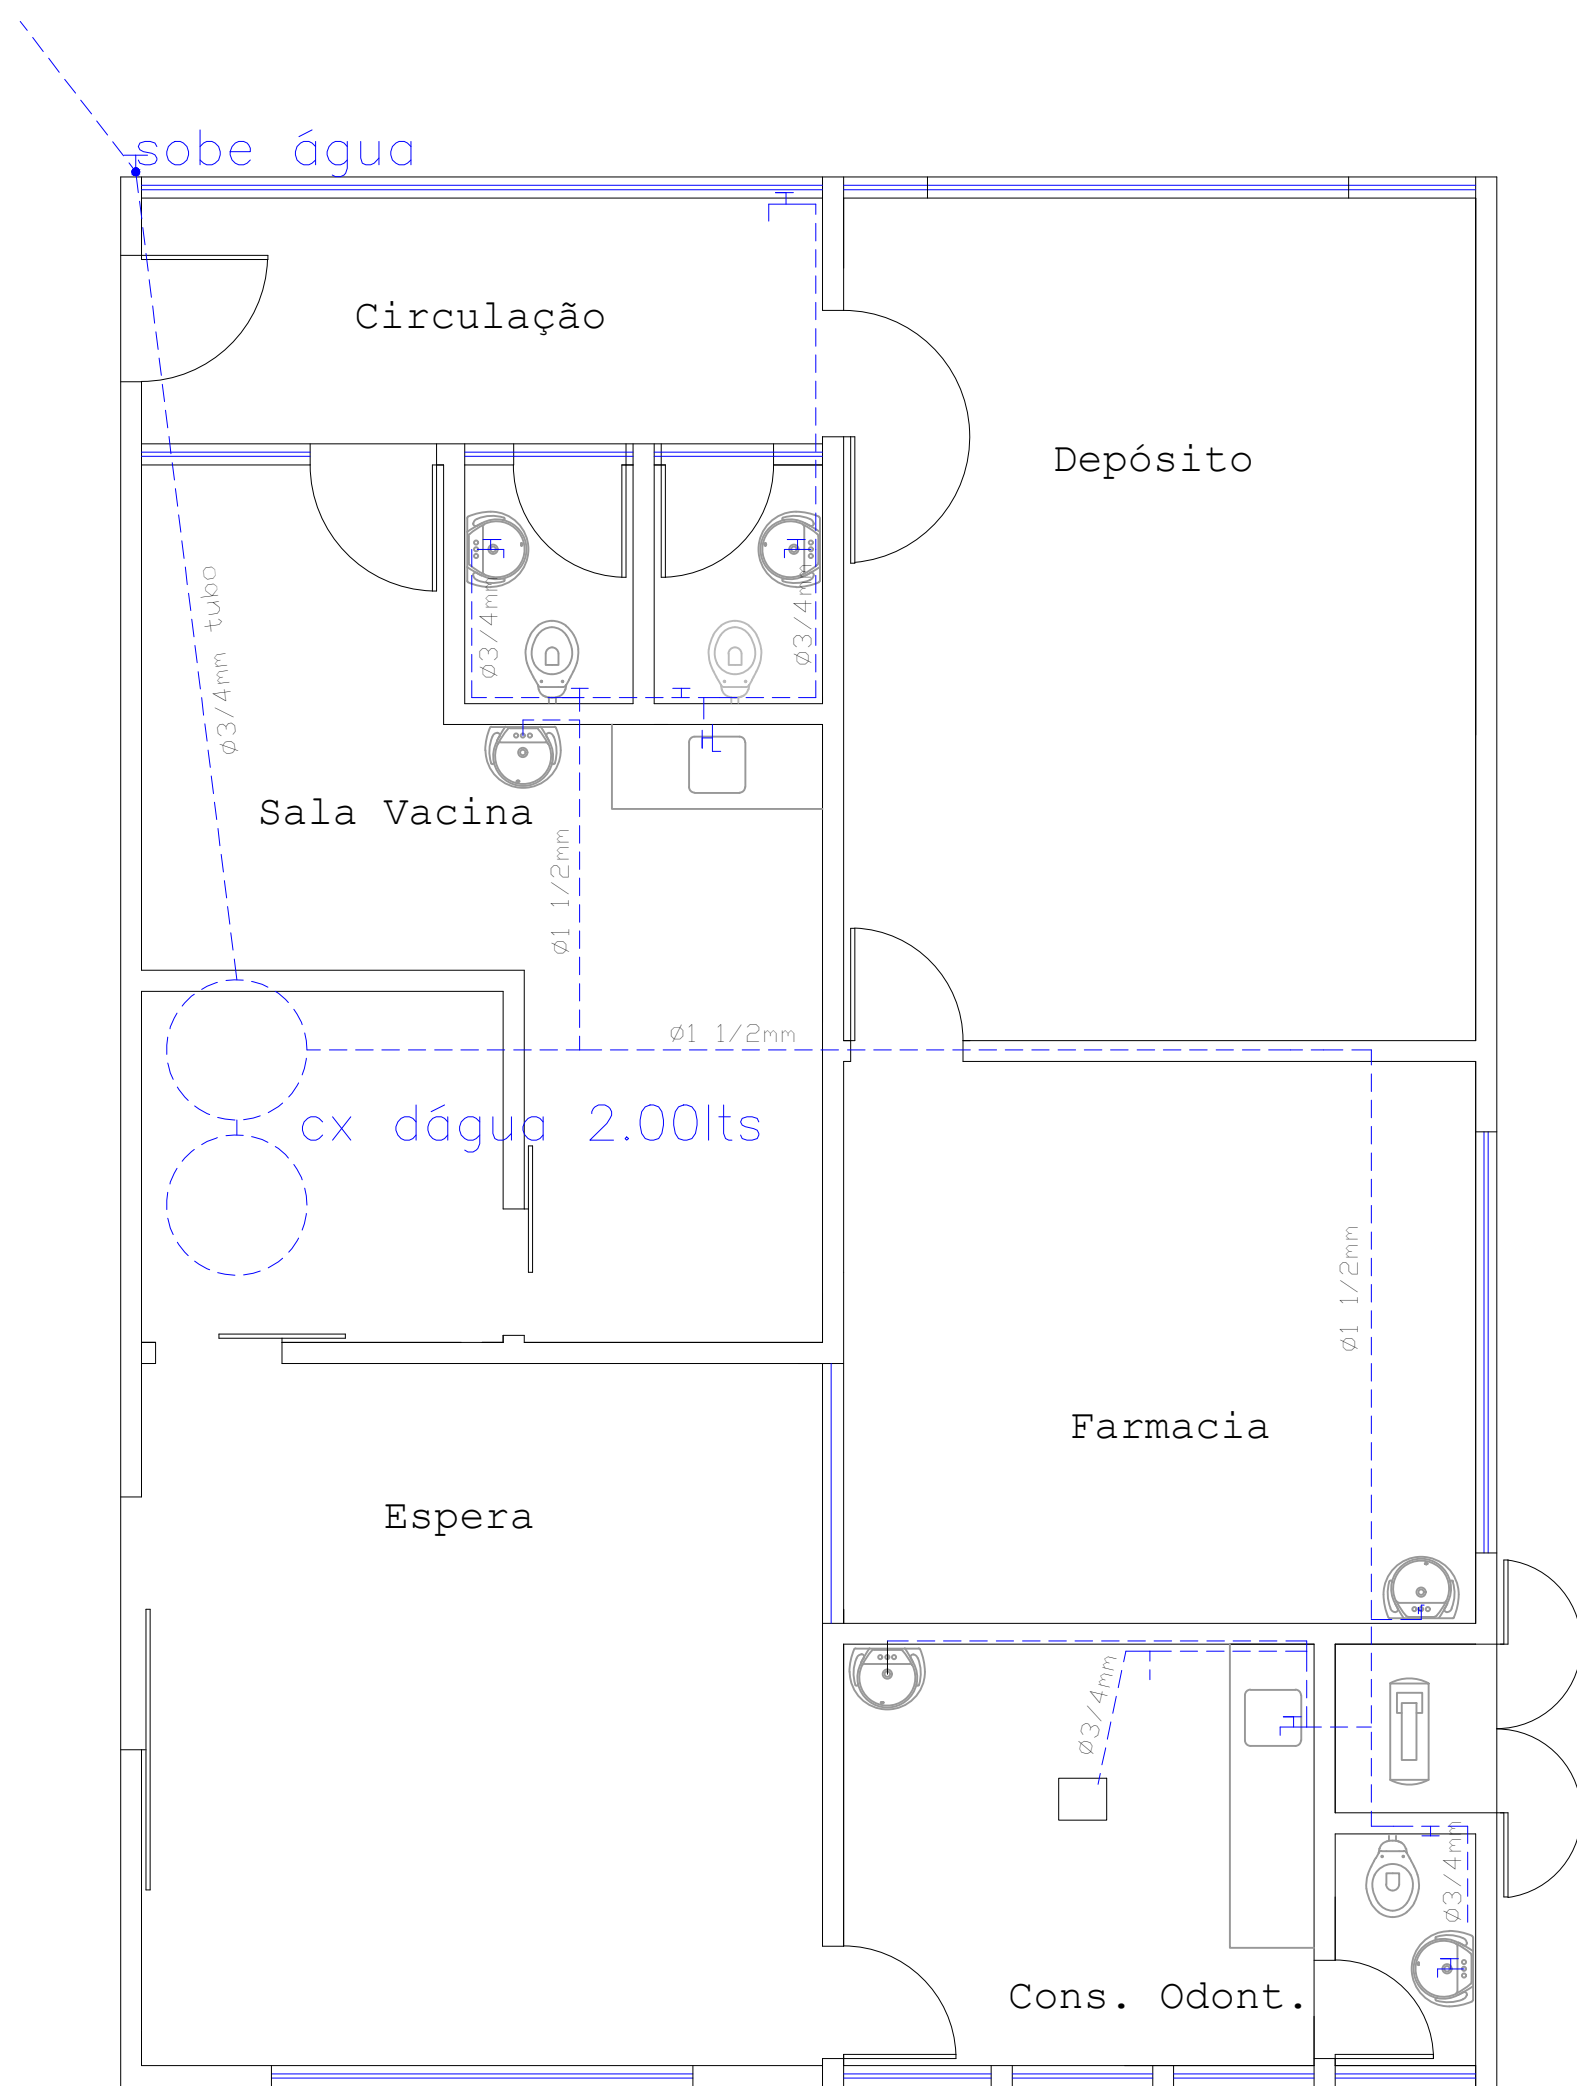 sobe água
Circulação
Depósito
ø3/4mm tubo
ø3/4mm
ø3/4mm
Sala Vacina
ø1 1/2mm
ø1 1/2mm
cx dágua 2.00lts
ø1 1/2mm
Farmacia
Espera
ø3/4mm
ø3/4mm
Cons. Odont.